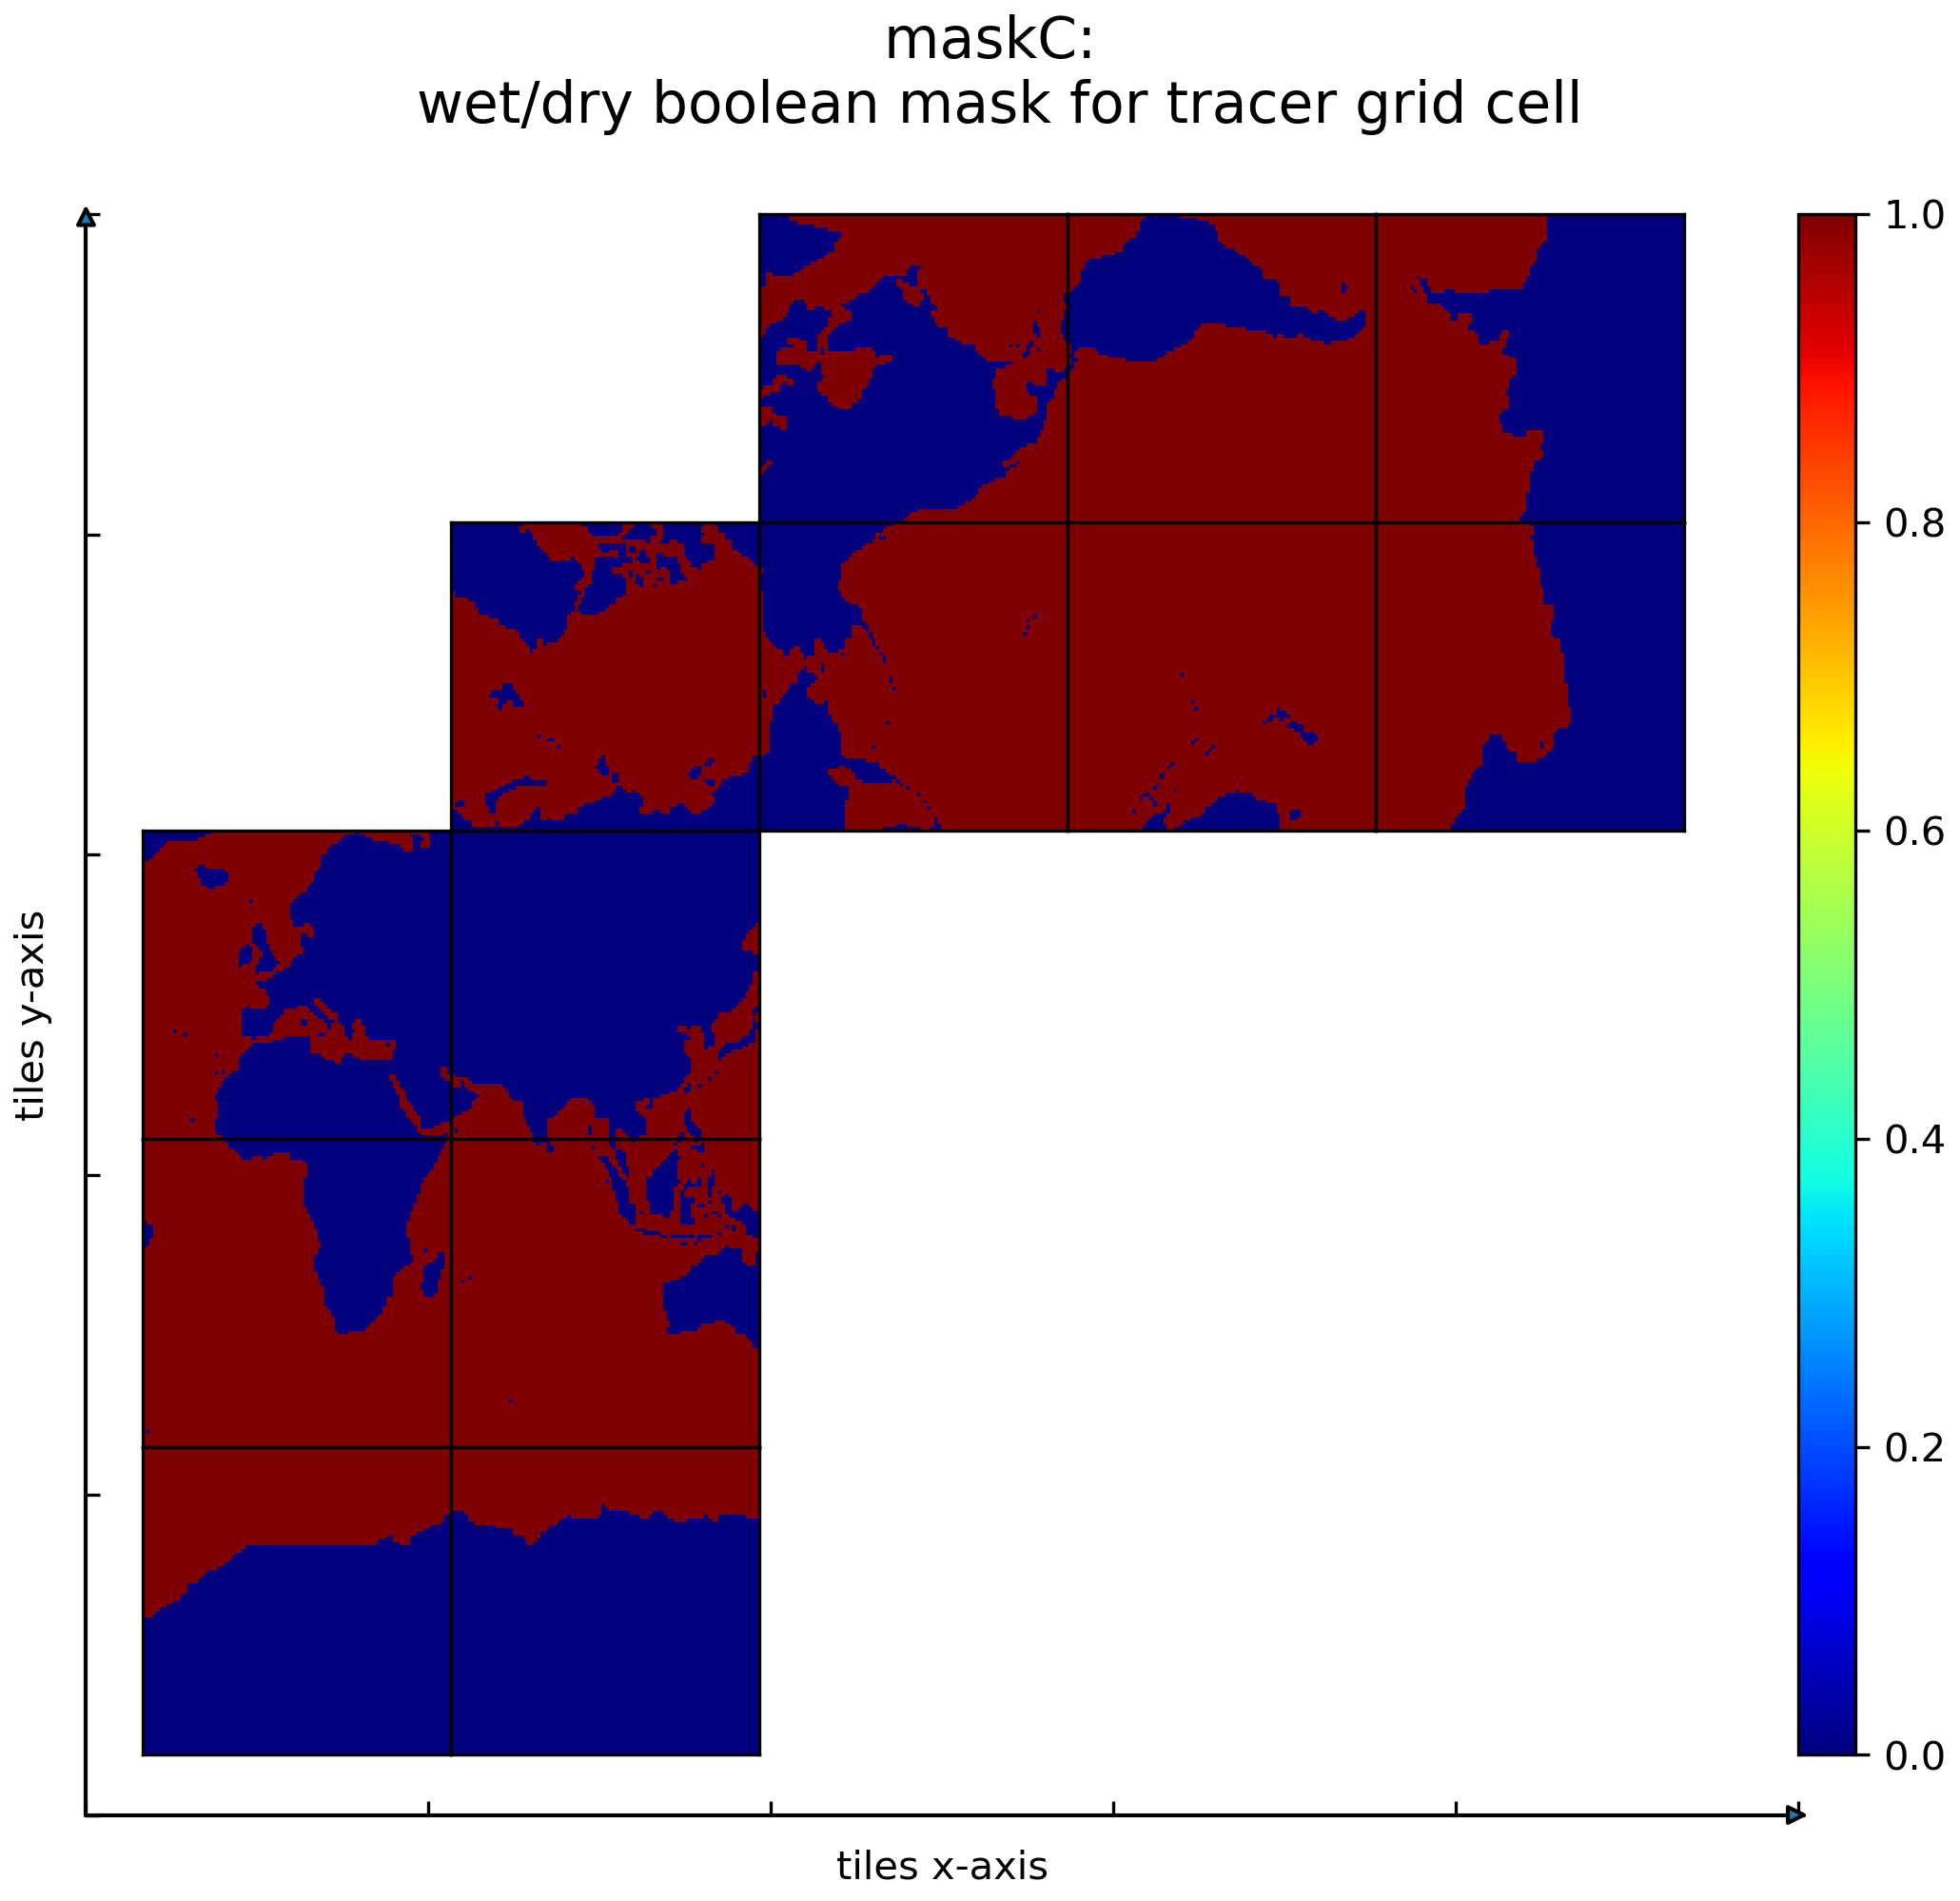 maskC:
wet/dry boolean mask for tracer grid cell
1.0
0.8
0.6
0.4
0.2
0.0
tiles y-axis
tiles x-axis